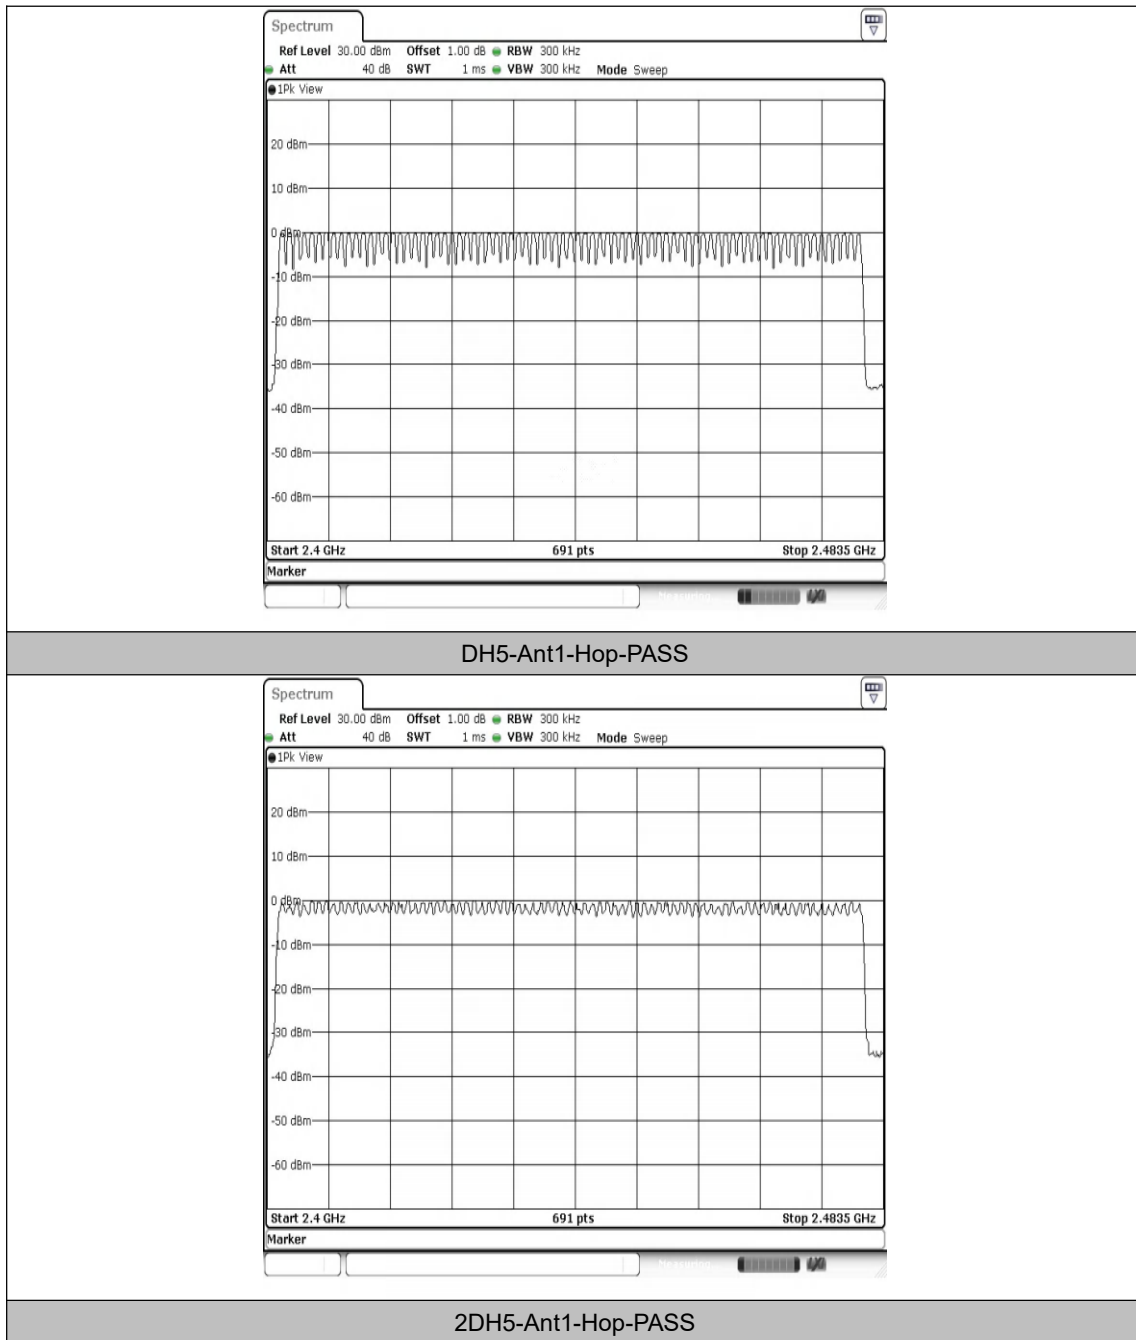 Spectrum
Ref Level 30.00 dBm Offset 1.00 dB RBW 300 kHz
Att 40 dB SWT 1 ms VBW 300 kHz Mode Sweep
1Pk View
20 dBm
10 dBm
0 dBm
-10 dBm
-20 dBm
-30 dBm
-40 dBm
-50 dBm
-60 dBm
Start 2.4 GHz 691 pts Stop 2.4835 GHz
Marker
Measuring
DH5-Ant1-Hop-PASS
Spectrum
Ref Level 30.00 dBm Offset 1.00 dB RBW 300 kHz
Att 40 dB SWT 1 ms VBW 300 kHz Mode Sweep
1Pk View
20 dBm
10 dBm
0 dBm
-10 dBm
-20 dBm
-30 dBm
-40 dBm
-50 dBm
-60 dBm
Start 2.4 GHz 691 pts Stop 2.4835 GHz
Marker
Measuring
2DH5-Ant1-Hop-PASS